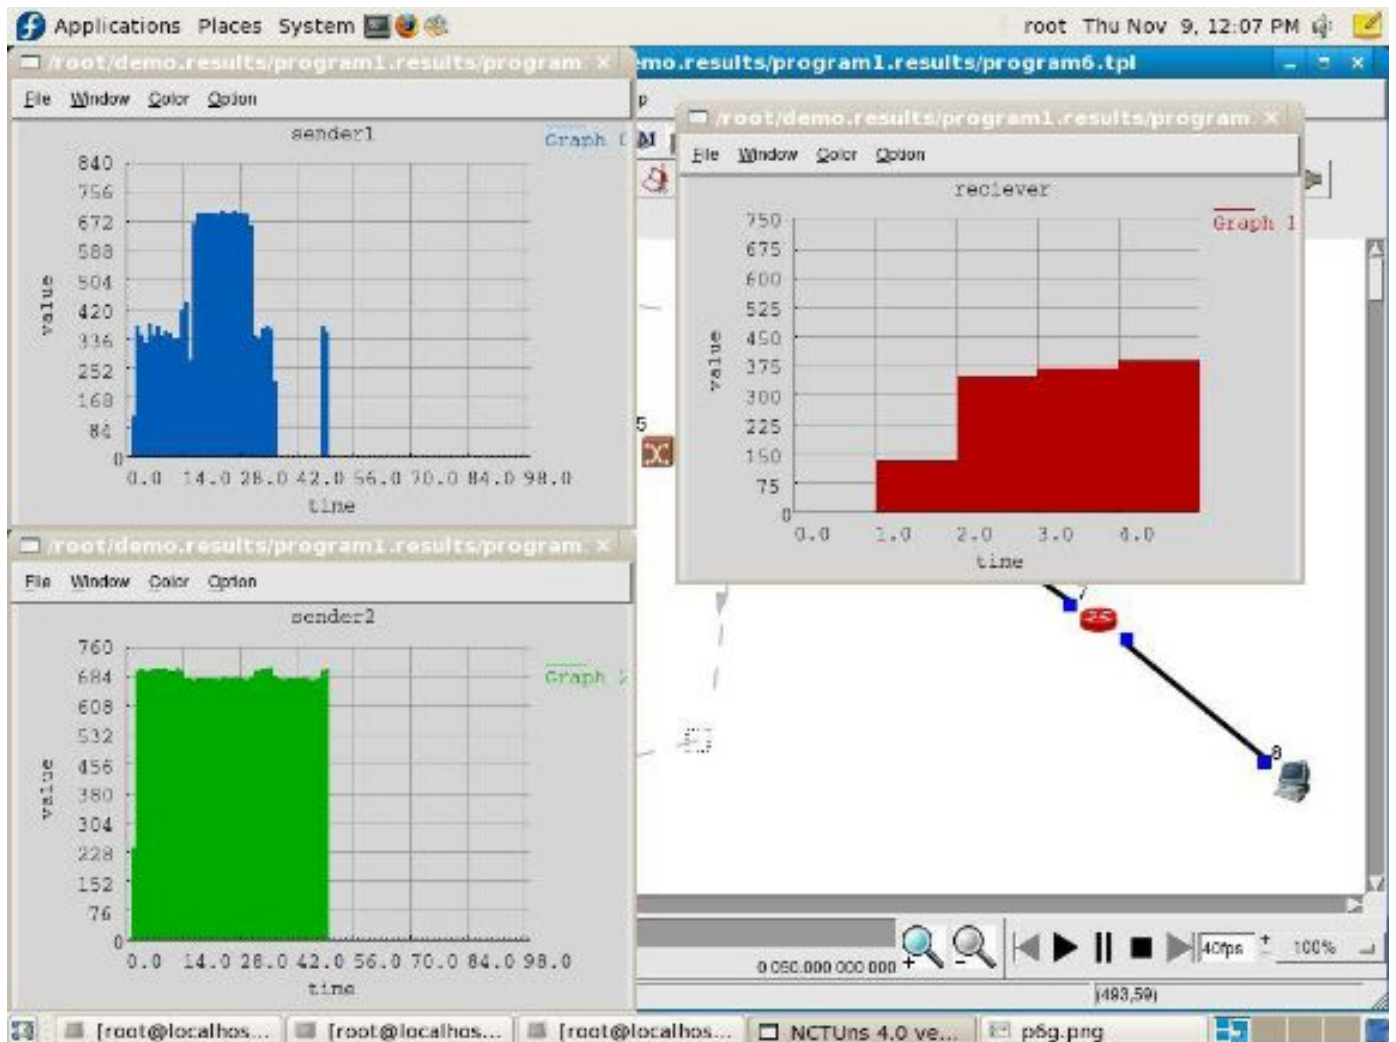 Applications Places System root Thu Nov 9, 12:07 PM
/root/demo.results/program1.results/program
File Window Color Option
sender1
Graph
840
756
672
588
504
420
336
252
168
84
0
value
0.0 14.0 28.0 42.0 56.0 70.0 84.0 98.0
time
/root/demo.results/program1.results/program.
File Window Color Option
sender2
Graph 2
760
684
608
532
456
380
304
228
152
76
0
value
0.0 14.0 28.0 42.0 56.0 70.0 84.0 98.0
time
emo.results/program1.results/program6.tpl
p
M
/root/demo.results/program1.results/program.
File Window Color Option
reciever
Graph 1
750
675
600
525
450
375
300
225
150
75
0
value
0.0 1.0 2.0 3.0 4.0
time
5
7
8
0 050.000 000 000
40fps
100%
(493,59)
[root@localhos... [root@localhos... [root@localhos... NCTUns 4.0 ve... p6g.png